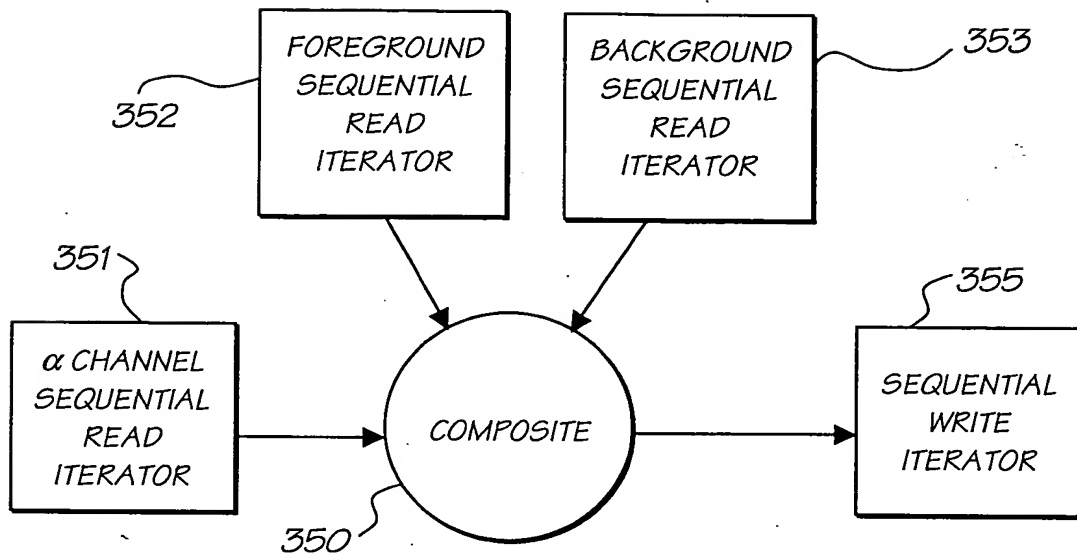 352
FOREGROUND
SEQUENTIAL
READ
ITERATOR
BACKGROUND
SEQUENTIAL
READ
ITERATOR
353
351
α CHANNEL
SEQUENTIAL
READ
ITERATOR
COMPOSITE
350
355
SEQUENTIAL
WRITE
ITERATOR